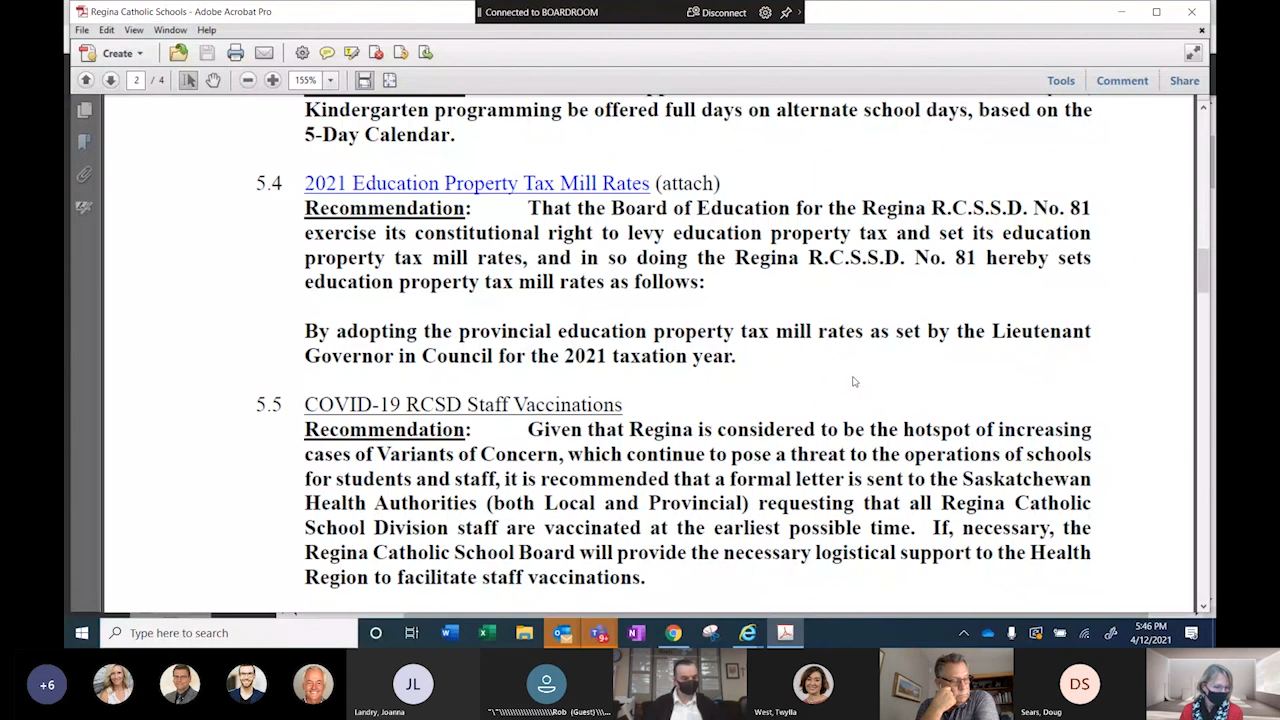 Regina Catholic Schools - Adobe Acrobat Pro
Connected to BOARDROOM
Disconnect
File Edit View Window Help
Create
2 / 4
155%
Tools Comment Share
Kindergarten programming be offered full days on alternate school days, based on the
5-Day Calendar.
5.4 2021 Education Property Tax Mill Rates (attach)
Recommendation: That the Board of Education for the Regina R.C.S.S.D. No. 81
exercise its constitutional right to levy education property tax and set its education
property tax mill rates, and in so doing the Regina R.C.S.S.D. No. 81 hereby sets
education property tax mill rates as follows:
By adopting the provincial education property tax mill rates as set by the Lieutenant
Governor in Council for the 2021 taxation year.
5.5 COVID-19 RCSD Staff Vaccinations
Recommendation: Given that Regina is considered to be the hotspot of increasing
cases of Variants of Concern, which continue to pose a threat to the operations of schools
for students and staff, it is recommended that a formal letter is sent to the Saskatchewan
Health Authorities (both Local and Provincial) requesting that all Regina Catholic
School Division staff are vaccinated at the earliest possible time. If, necessary, the
Regina Catholic School Board will provide the necessary logistical support to the Health
Region to facilitate staff vaccinations.
Type here to search
9+
5:46 PM
4/12/2021
+6
JL
DS
Landry, Joanna
"\"\\\\\\\\\\\\\\\\\\Rob (Guest)\\\...
West, Twylla
Sears, Doug